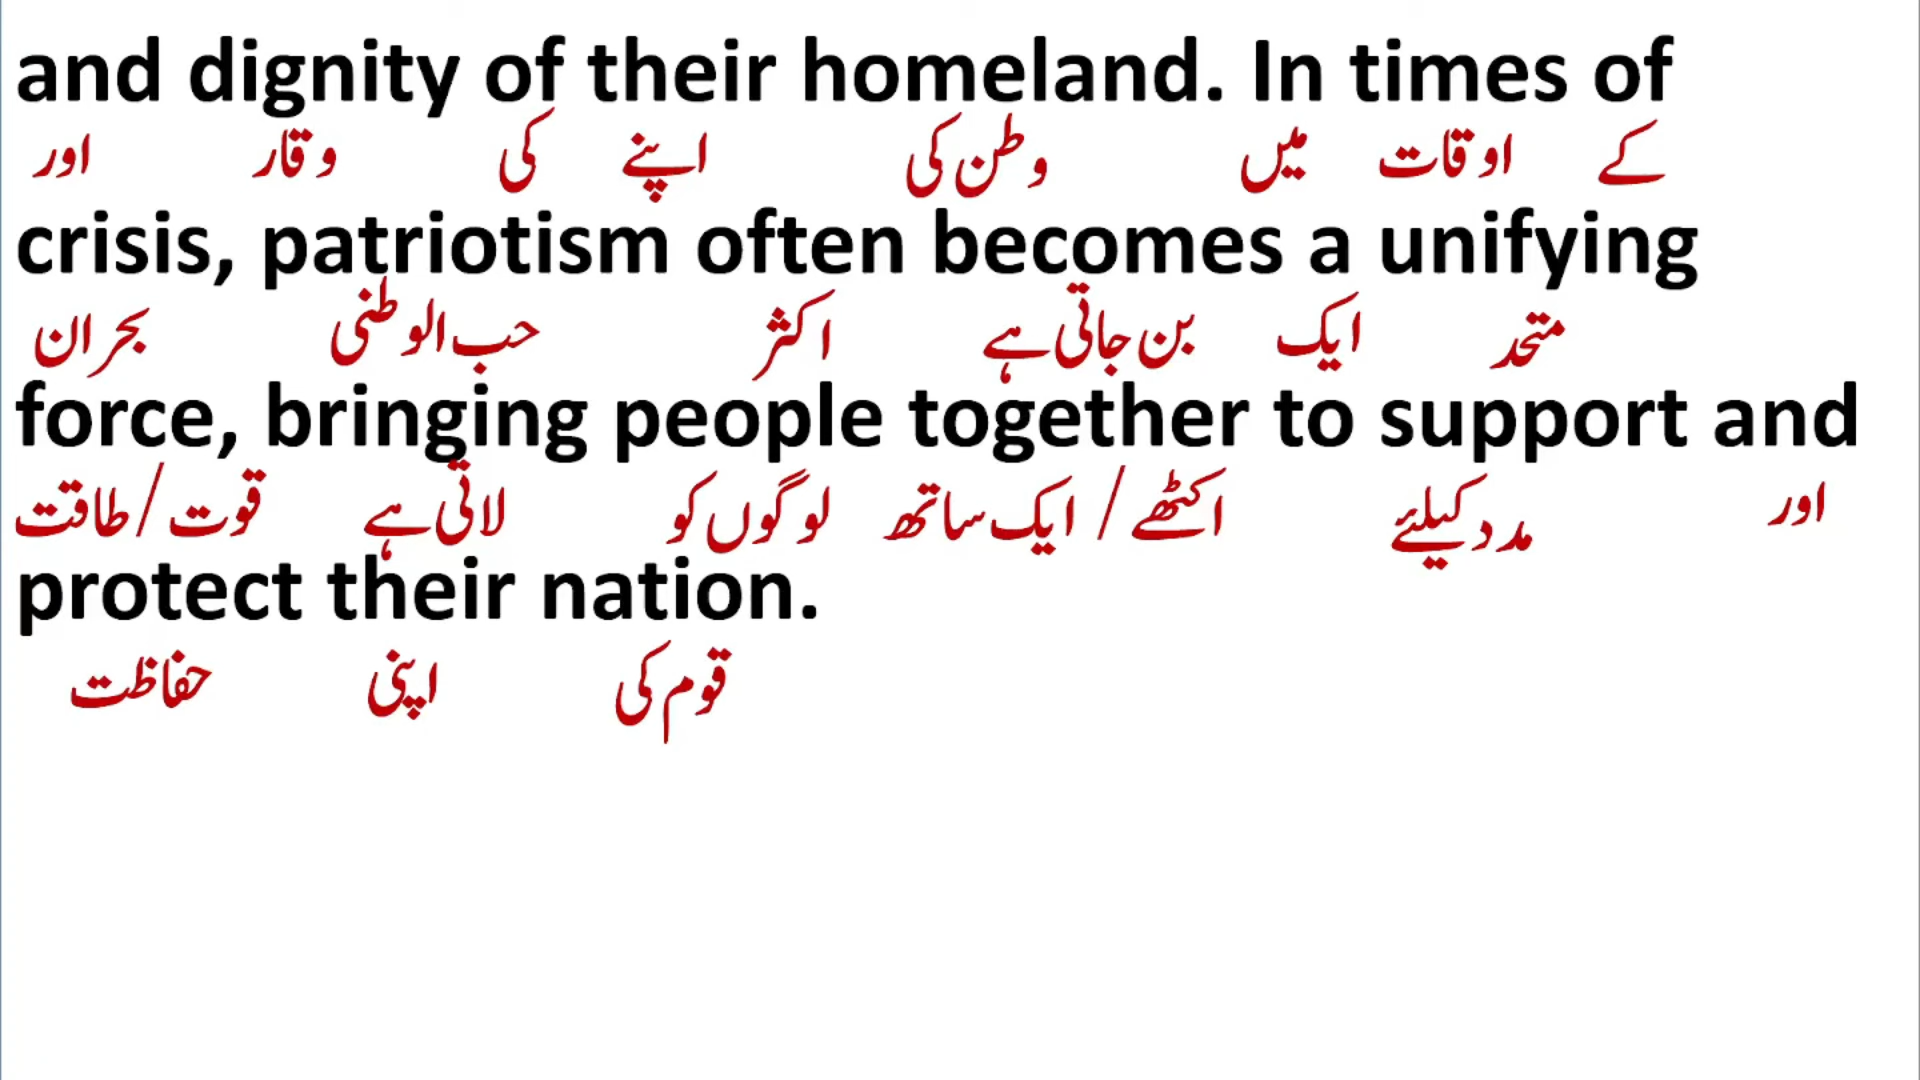 and dignity of their homeland. In times of
اور وقار کی اپنے وطن کی میں اوقات کے
crisis, patriotism often becomes a unifying
بحران حب الوطنی اکثر بن جاتی ہے ایک متحد
force, bringing people together to support and
قوت/طاقت لاتی ہے لوگوں کو اکٹھے/ ایک ساتھ مدد کیلئے اور
protect their nation.
حفاظت اپنی قوم کی